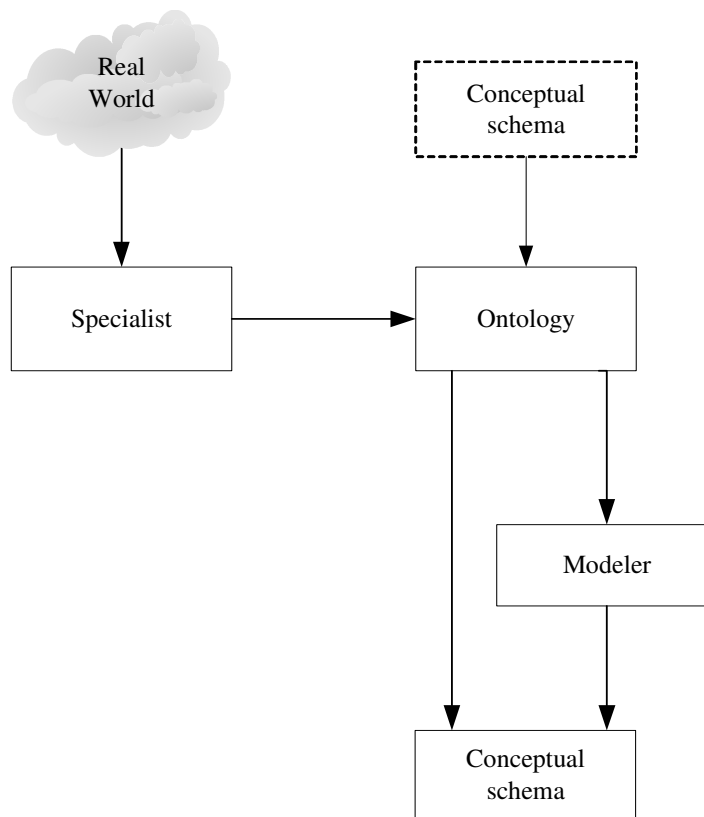 Real
World
Conceptual
schema
Specialist
Ontology
Modeler
Conceptual
schema